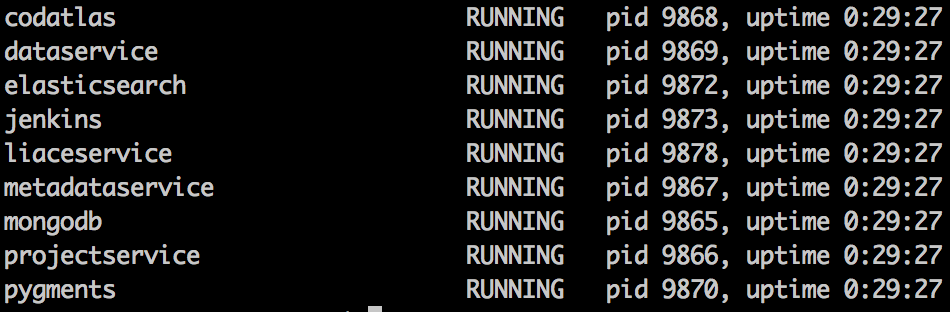 codatlas RUNNING pid 9868, uptime 0:29:27
dataservice RUNNING pid 9869, uptime 0:29:27
elasticsearch RUNNING pid 9872, uptime 0:29:27
jenkins RUNNING pid 9873, uptime 0:29:27
liaceservice RUNNING pid 9878, uptime 0:29:27
metadataservice RUNNING pid 9867, uptime 0:29:27
mongodb RUNNING pid 9865, uptime 0:29:27
projectservice RUNNING pid 9866, uptime 0:29:27
pygments RUNNING pid 9870, uptime 0:29:27